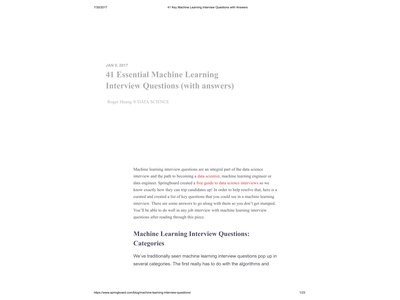 7/30/2017
41 Key Machine Learning Interview Questions with Answers
JAN 6, 2017
41 Essential Machine Learning
Interview Questions (with answers)
Roger Huang DATA SCIENCE
Machine learning interview questions are an integral part of the data science
interview and the path to becoming a data scientist, machine learning engineer or
data engineer. Springboard created a free guide to data science interviews so we
know exactly how they can trip candidates up! In order to help resolve that, here is a
curated and created a list of key questions that you could see in a machine learning
interview. There are some answers to go along with them so you don't get stumped.
You'll be able to do well in any job interview with machine learning interview
questions after reading through this piece.
Machine Learning Interview Questions:
Categories
We've traditionally seen machine learning interview questions pop up in
several categories. The first really has to do with the algorithms and
https://www.springboard.com/blog/machine-learning-interview-questions/
1/23